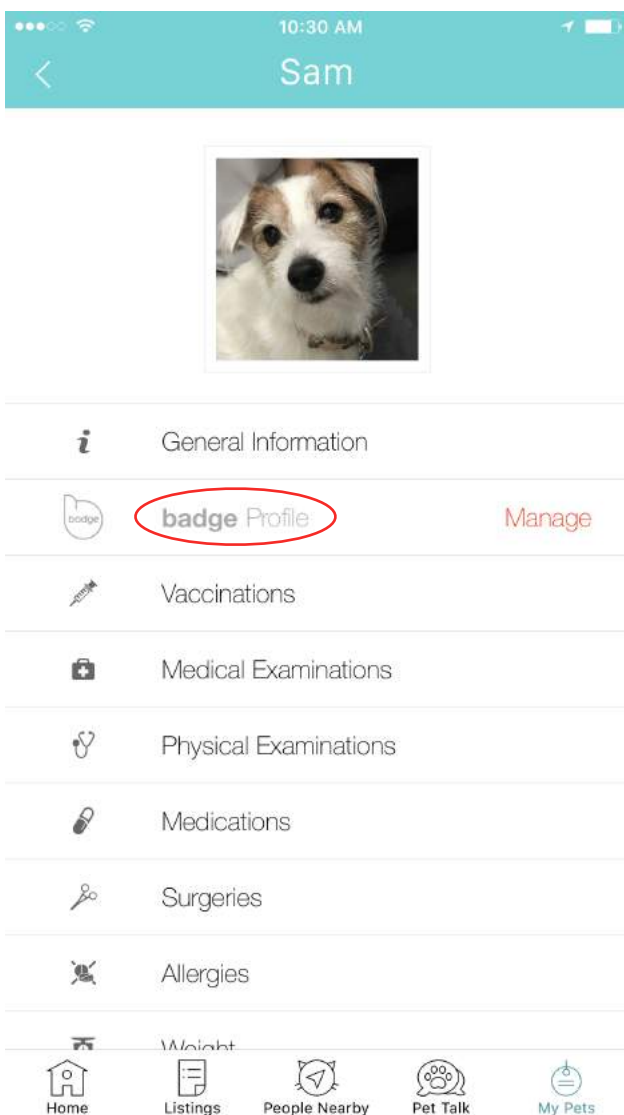 10:30 AM
Sam
General Information
badge
badge Profile
Manage
Vaccinations
Medical Examinations
Physical Examinations
Medications
Surgeries
Allergies
Weight
Home
Listings
People Nearby
Pet Talk
My Pets